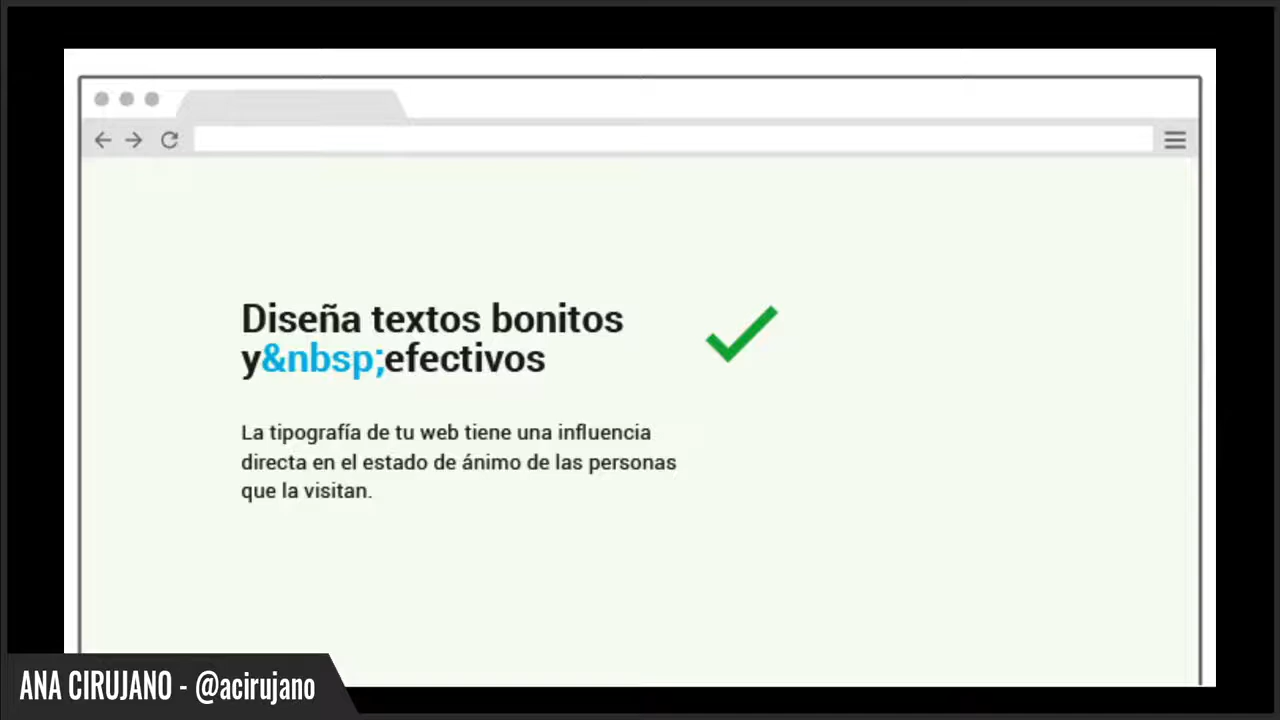 Diseña textos bonitos
y&nbsp;efectivos
La tipografía de tu web tiene una influencia
directa en el estado de ánimo de las personas
que la visitan.
ANA CIRUJANO - @acirujano